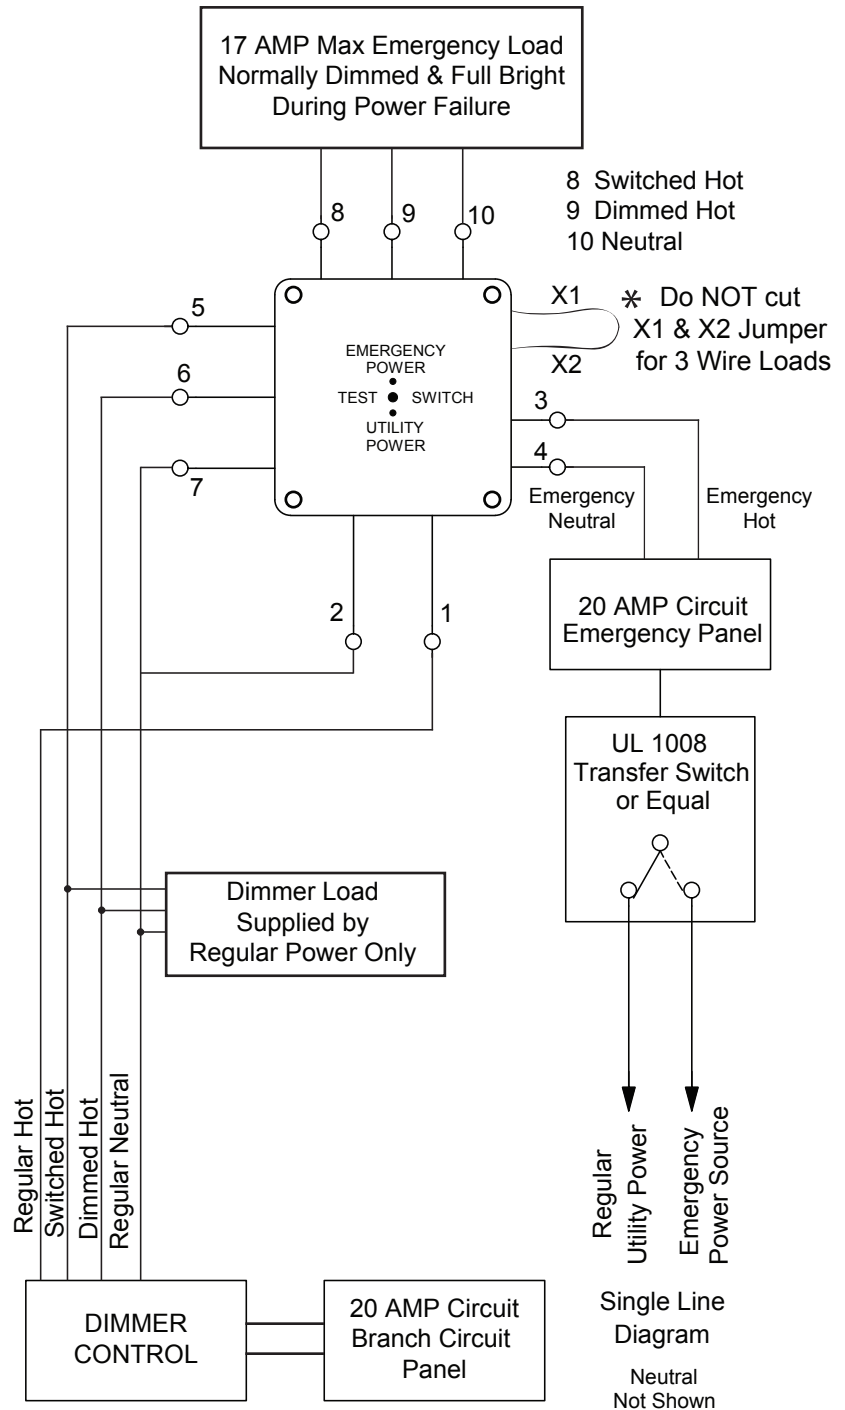 17 AMP Max Emergency Load
Normally Dimmed & Full Bright
During Power Failure
8
9
10
8 Switched Hot
9 Dimmed Hot
10 Neutral
5
6
7
EMERGENCY
POWER
TEST SWITCH
UTILITY
POWER
X1
X2
* Do NOT cut
X1 & X2 Jumper
for 3 Wire Loads
3
4
Emergency
Neutral
Emergency
Hot
2
1
20 AMP Circuit
Emergency Panel
UL 1008
Transfer Switch
or Equal
Dimmer Load
Supplied by
Regular Power Only
Regular Hot
Switched Hot
Dimmed Hot
Regular Neutral
Regular
Utility Power
Emergency
Power Source
DIMMER
CONTROL
20 AMP Circuit
Branch Circuit
Panel
Single Line
Diagram
Neutral
Not Shown